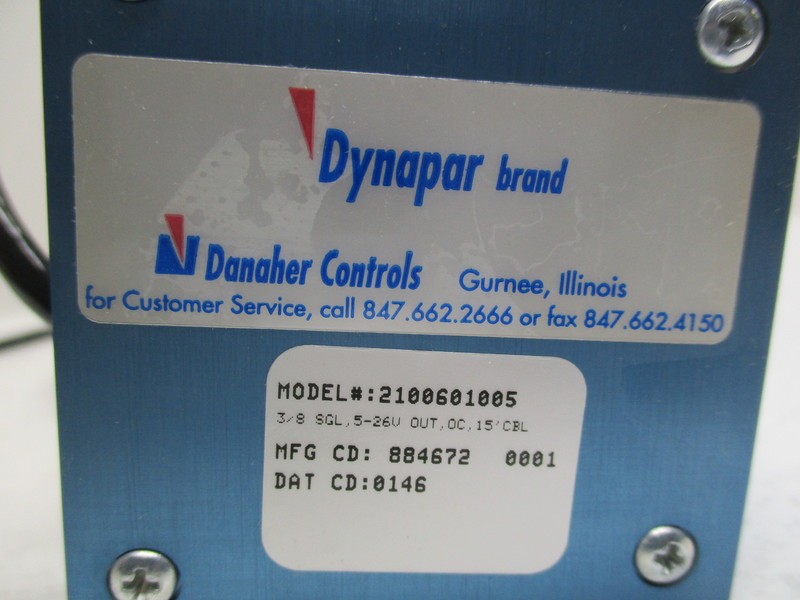 Dynapar brand
Danaher Controls Gurnee, Illinois
for Customer Service, call 847.662.2666 or fax 847.662.4150
MODEL#:2100601005
3/8 SGL,5-26V OUT,OC,15'CBL
MFG CD: 884672 0001
DAT CD:0146